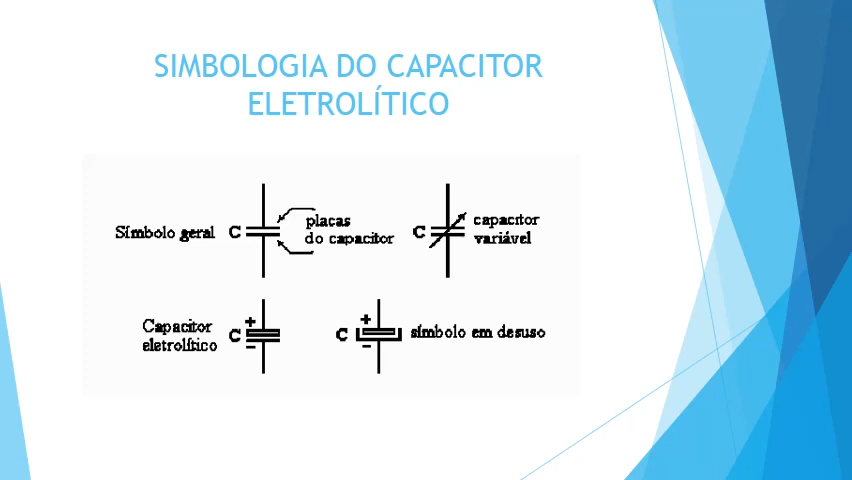 SIMBOLOGIA DO CAPACITOR
ELETROLÍTICO
Símbolo geral
C
placas
do capacitor
C
capacitor
variável
Capacitor
eletrolítico
C
+
–
C
+
–
símbolo em desuso